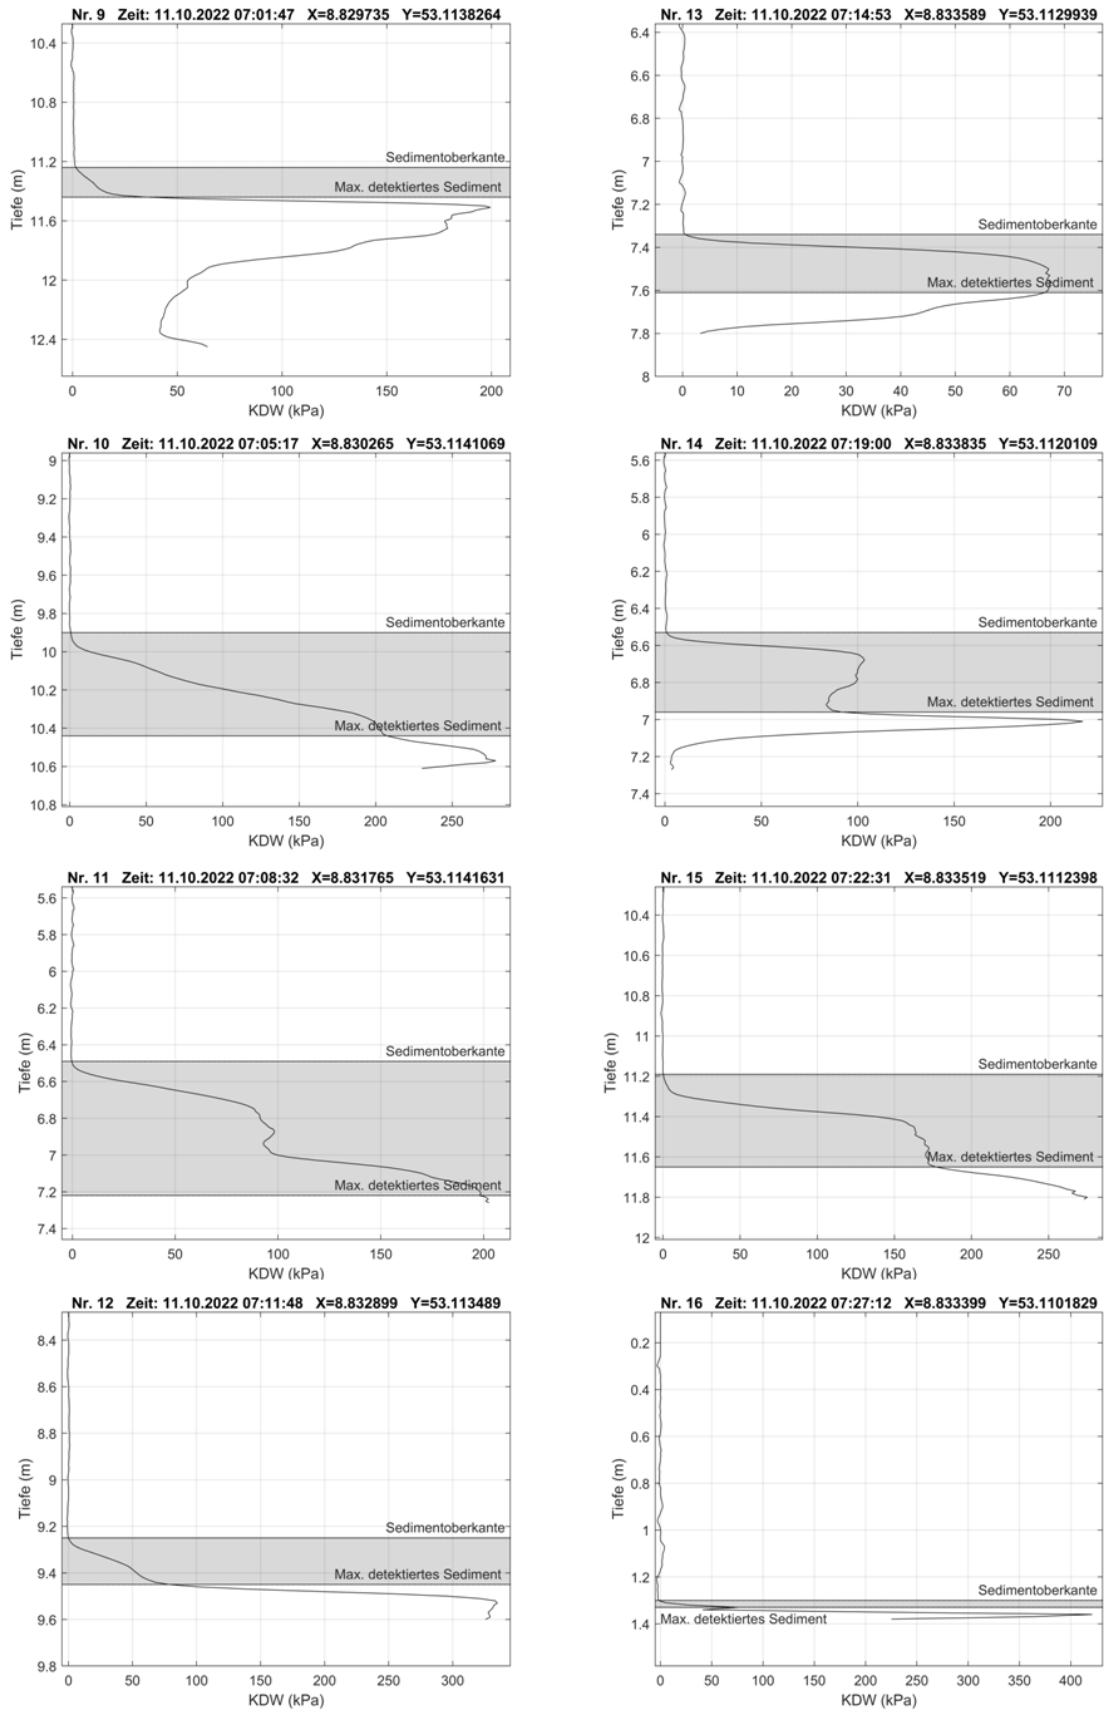 Nr. 9 Zeit: 11.10.2022 07:01:47 X=8.829735 Y=53.1138264
10.4
10.8
11.2
11.6
12
12.4
Tiefe (m)
Sedimentoberkante
Max. detektiertes Sediment
0 50 100 150 200
KDW (kPa)
Nr. 13 Zeit: 11.10.2022 07:14:53 X=8.833589 Y=53.1129939
6.4
6.6
6.8
7
7.2
7.4
7.6
7.8
8
Tiefe (m)
Sedimentoberkante
Max. detektiertes Sediment
0 10 20 30 40 50 60 70
KDW (kPa)
Nr. 10 Zeit: 11.10.2022 07:05:17 X=8.830265 Y=53.1141069
9
9.2
9.4
9.6
9.8
10
10.2
10.4
10.6
10.8
Tiefe (m)
Sedimentoberkante
Max. detektiertes Sediment
0 50 100 150 200 250
KDW (kPa)
Nr. 14 Zeit: 11.10.2022 07:19:00 X=8.833835 Y=53.1120109
5.6
5.8
6
6.2
6.4
6.6
6.8
7
7.2
7.4
Tiefe (m)
Sedimentoberkante
Max. detektiertes Sediment
0 50 100 150 200
KDW (kPa)
Nr. 11 Zeit: 11.10.2022 07:08:32 X=8.831765 Y=53.1141631
5.6
5.8
6
6.2
6.4
6.6
6.8
7
7.2
7.4
Tiefe (m)
Sedimentoberkante
Max. detektiertes Sediment
0 50 100 150 200
KDW (kPa)
Nr. 15 Zeit: 11.10.2022 07:22:31 X=8.833519 Y=53.1112398
10.4
10.6
10.8
11
11.2
11.4
11.6
11.8
12
Tiefe (m)
Sedimentoberkante
Max. detektiertes Sediment
0 50 100 150 200 250
KDW (kPa)
Nr. 12 Zeit: 11.10.2022 07:11:48 X=8.832899 Y=53.113489
8.4
8.6
8.8
9
9.2
9.4
9.6
9.8
Tiefe (m)
Sedimentoberkante
Max. detektiertes Sediment
0 50 100 150 200 250 300
KDW (kPa)
Nr. 16 Zeit: 11.10.2022 07:27:12 X=8.833399 Y=53.1101829
0.2
0.4
0.6
0.8
1
1.2
1.4
Tiefe (m)
Sedimentoberkante
Max. detektiertes Sediment
0 50 100 150 200 250 300 350 400
KDW (kPa)